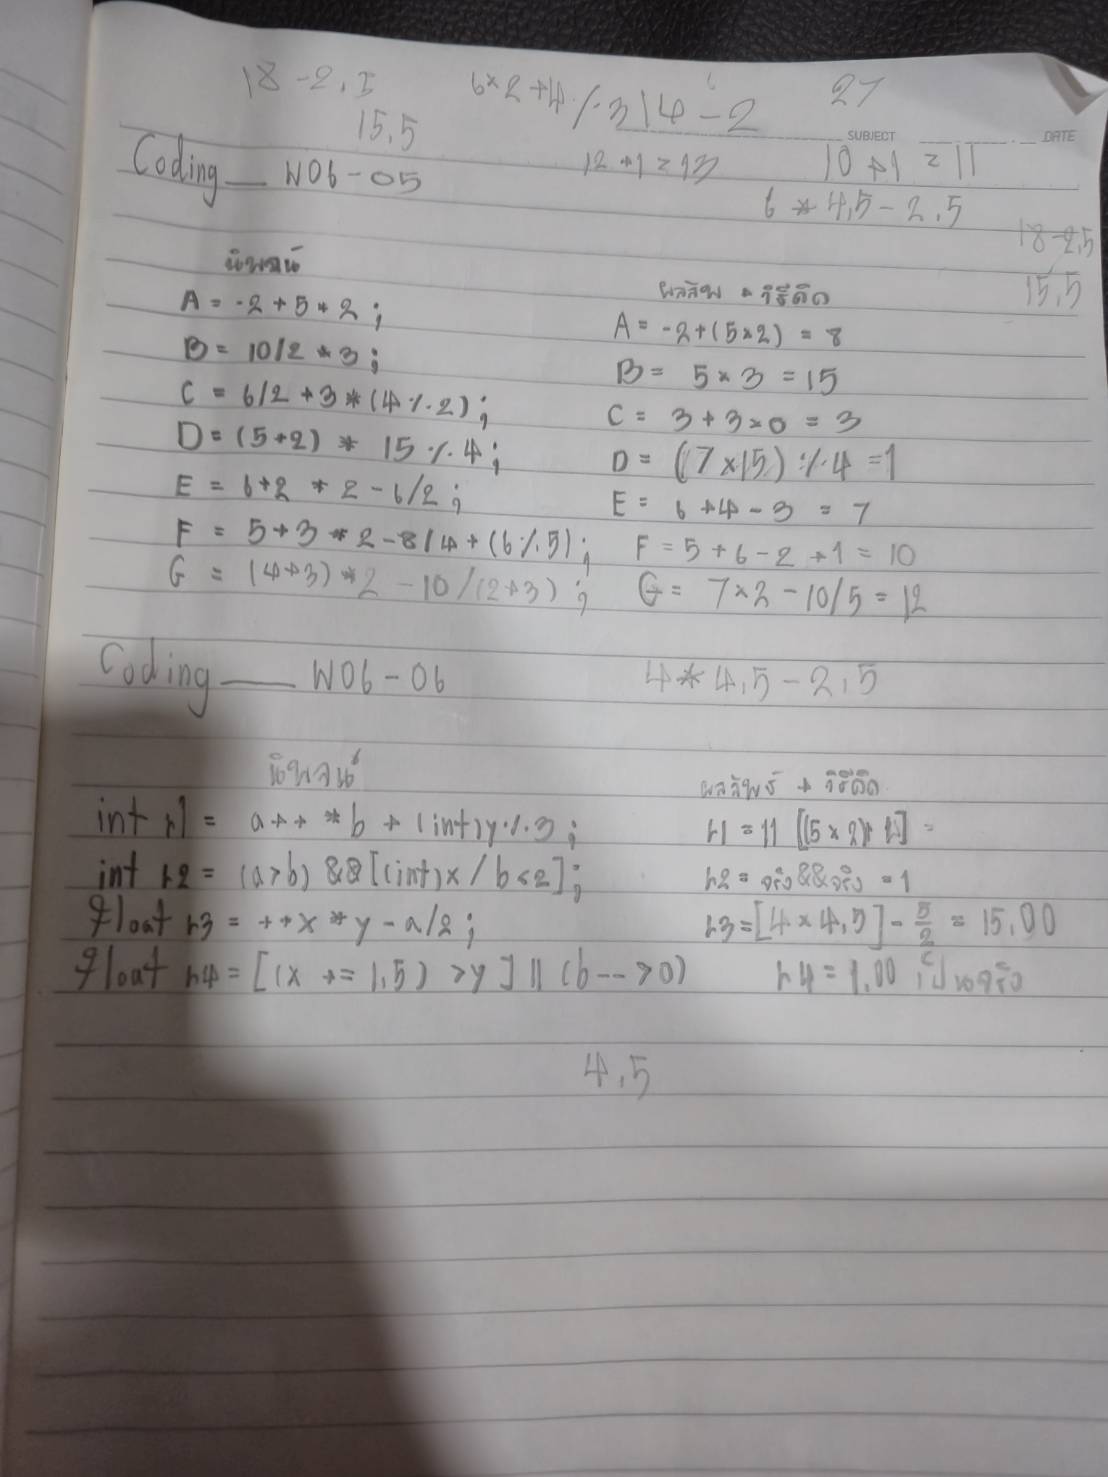 18-2.5 6×2+4%3/4-2 27
15.5
SUBJECT DATE
12+1=13 10+1=11
Coding — W06-05
6*4.5-2.5
18-2.5
15.5
นิพจน์ ผลลัพ + วิธีคิด
A = -2+5*2; A = -2+(5×2) = 8
B = 10/2*3; B = 5×3 = 15
C = 6/2+3*(4%2); C = 3+3×0 = 3
D = (5+2) * 15 % 4; D = (7×15) % 4 = 1
E = 6+2 * 2-6/2; E = 6+4-3 = 7
F = 5+3*2-8/4+(6%5); F = 5+6-2+1 = 10
G = (4+3)*2 -10/(2+3); G = 7×2-10/5 = 12
Coding — W06-06 4*4.5-2.5
นิพจน์ ผลลัพธ์ + วิธีคิด
int r1 = a++ *b + (int)y%3; r1 = 11
int r2 = (a>b) && [(int)x/b<2]; r2 = จริง&&จริง = 1
float r3 = ++x*y-a/2; r3 = [4×4.5] - 5/2 = 15.00
float r4 = [(x += 1.5) >y] || (b-- >0) r4 = 1.00 เป็นจริง
4.5